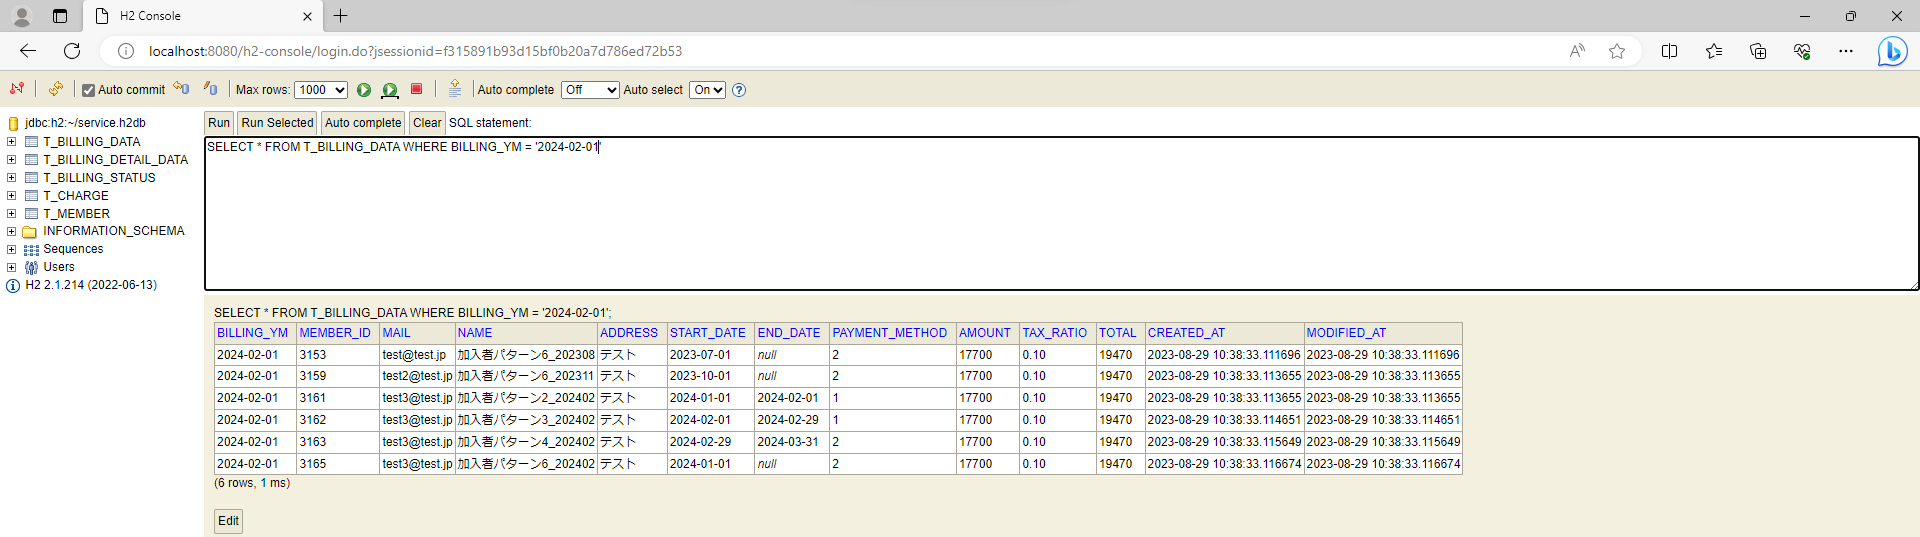 H2 Console
localhost:8080/h2-console/login.do?jsessionid=f315891b93d15bf0b20a7d786ed72b53
Auto commit Max rows: 1000 Auto complete Off Auto select On
jdbc:h2:~/service.h2db
T_BILLING_DATA
T_BILLING_DETAIL_DATA
T_BILLING_STATUS
T_CHARGE
T_MEMBER
INFORMATION_SCHEMA
Sequences
Users
H2 2.1.214 (2022-06-13)
Run Run Selected Auto complete Clear SQL statement:
SELECT * FROM T_BILLING_DATA WHERE BILLING_YM = '2024-02-01'
SELECT * FROM T_BILLING_DATA WHERE BILLING_YM = '2024-02-01';
BILLING_YM MEMBER_ID MAIL NAME ADDRESS START_DATE END_DATE PAYMENT_METHOD AMOUNT TAX_RATIO TOTAL CREATED_AT MODIFIED_AT
2024-02-01 3153 test@test.jp 加入者パターン6_202308 テスト 2023-07-01 null 2 17700 0.10 19470 2023-08-29 10:38:33.111696 2023-08-29 10:38:33.111696
2024-02-01 3159 test2@test.jp 加入者パターン6_202311 テスト 2023-10-01 null 2 17700 0.10 19470 2023-08-29 10:38:33.113655 2023-08-29 10:38:33.113655
2024-02-01 3161 test3@test.jp 加入者パターン2_202402 テスト 2024-01-01 2024-02-01 1 17700 0.10 19470 2023-08-29 10:38:33.113655 2023-08-29 10:38:33.113655
2024-02-01 3162 test3@test.jp 加入者パターン3_202402 テスト 2024-02-01 2024-02-29 1 17700 0.10 19470 2023-08-29 10:38:33.114651 2023-08-29 10:38:33.114651
2024-02-01 3163 test3@test.jp 加入者パターン4_202402 テスト 2024-02-29 2024-03-31 2 17700 0.10 19470 2023-08-29 10:38:33.115649 2023-08-29 10:38:33.115649
2024-02-01 3165 test3@test.jp 加入者パターン6_202402 テスト 2024-01-01 null 2 17700 0.10 19470 2023-08-29 10:38:33.116674 2023-08-29 10:38:33.116674
(6 rows, 1 ms)
Edit